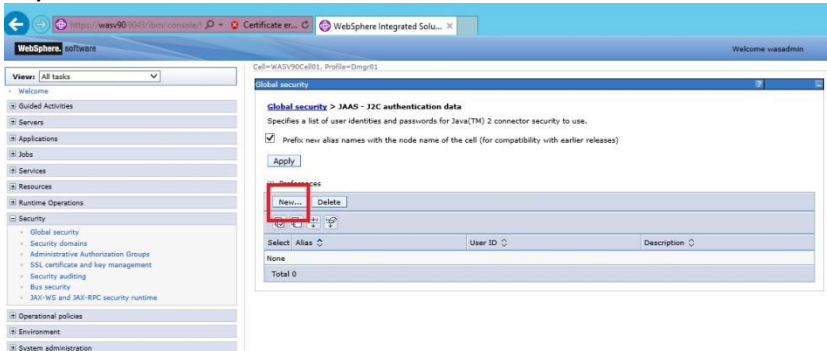 https://wasv90:9043/ibm/console/l
Certificate er...
WebSphere Integrated Solu...
WebSphere. software
Welcome wasadmin
View: All tasks
Welcome
Guided Activities
Servers
Applications
Jobs
Services
Resources
Runtime Operations
Security
Global security
Security domains
Administrative Authorization Groups
SSL certificate and key management
Security auditing
Bus security
JAX-WS and JAX-RPC security runtime
Operational policies
Environment
System administration
Cell=WASV90Cell01, Profile=Dmgr01
Global security
Global security > JAAS - J2C authentication data
Specifies a list of user identities and passwords for Java(TM) 2 connector security to use.
Prefix new alias names with the node name of the cell (for compatibility with earlier releases)
Apply
Preferences
New... Delete
Select Alias User ID Description
None
Total 0